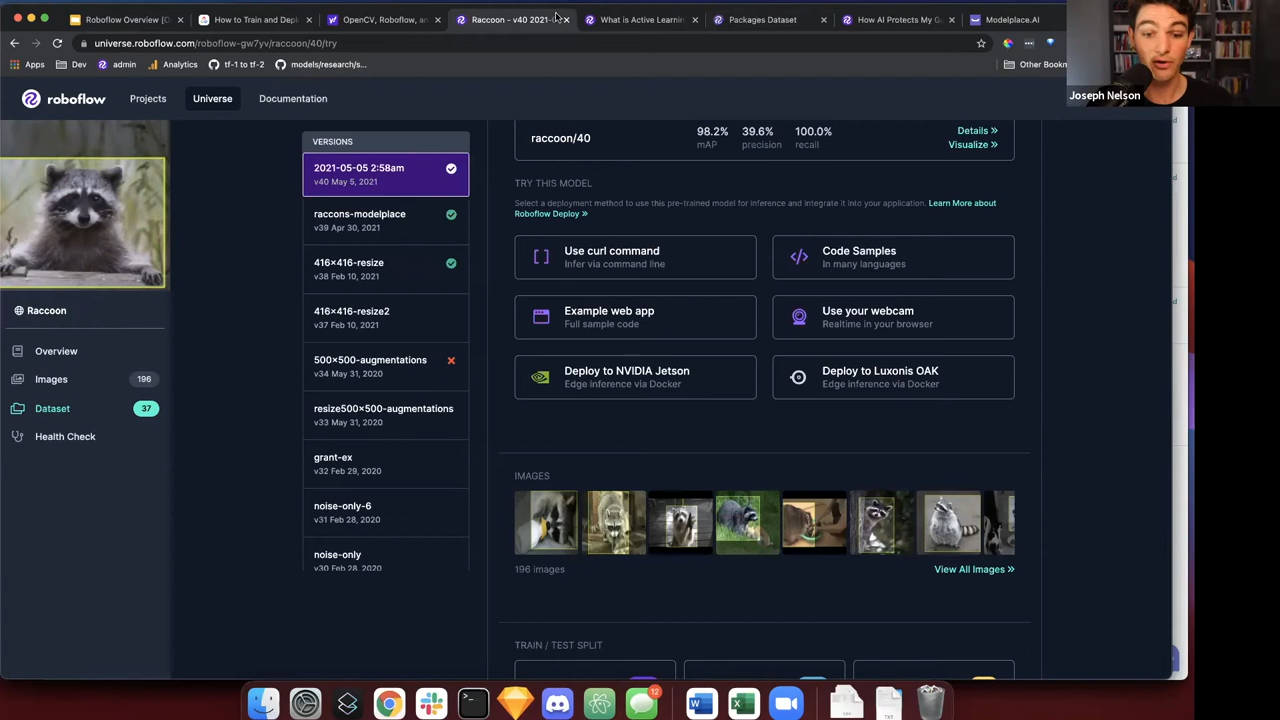 Roboflow Overview [D
How to Train and Depl
OpenCV, Roboflow, and
Raccoon - v40 2021-
What is Active Learnin
Packages Dataset
How AI Protects My G
Modelplace.AI
universe.roboflow.com/roboflow-gw7yv/raccoon/40/try
Apps
Dev
admin
Analytics
tf-1 to tf-2
models/research/s...
Other Bookm
Joseph Nelson
roboflow
Projects
Universe
Documentation
Raccoon
Overview
Images
196
Dataset
37
Health Check
VERSIONS
2021-05-05 2:58am
v40 May 5, 2021
raccons-modelplace
v39 Apr 30, 2021
416×416-resize
v38 Feb 10, 2021
416×416-resize2
v37 Feb 10, 2021
500×500-augmentations
v34 May 31, 2020
resize500×500-augmentations
v33 May 31, 2020
grant-ex
v32 Feb 29, 2020
noise-only-6
v31 Feb 28, 2020
noise-only
v30 Feb 28, 2020
raccoon/40
98.2%
mAP
39.6%
precision
100.0%
recall
Details »
Visualize »
TRY THIS MODEL
Select a deployment method to use this pre-trained model for inference and integrate it into your application. Learn More about
Roboflow Deploy »
Use curl command
Infer via command line
Code Samples
In many languages
Example web app
Full sample code
Use your webcam
Realtime in your browser
Deploy to NVIDIA Jetson
Edge inference via Docker
Deploy to Luxonis OAK
Edge inference via Docker
IMAGES
196 images
View All Images »
TRAIN / TEST SPLIT
12